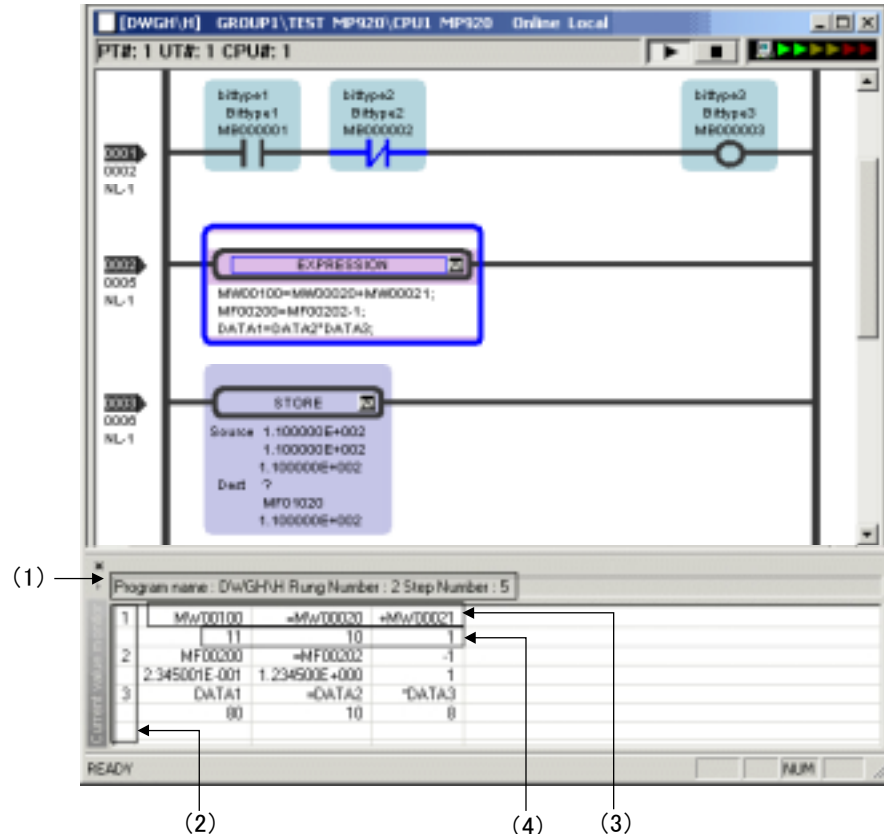 [DWGH\H] GROUP1\TEST MP920\CPU1 MP920 Online Local
PT#: 1 UT#: 1 CPU#: 1
bittype1 bittype2 bittype3
Bittype1 Bittype2 Bittype3
MB000001 MB000002 MB000003
0001
0002
NL-1
0002
0005
NL-1
EXPRESSION
MW00100=MW00020+MW00021;
MF00200=MF00202-1;
DATA1=DATA2*DATA3;
0003
0006
NL-1
STORE
Source 1.100000E+002
1.100000E+002
1.100000E+002
Dest ?
MF01020
1.100000E+002
(1)
Program name : DWGH\H Rung Number : 2 Step Number : 5
1 MW00100 =MW00020 +MW00021
11 10 1
2 MF00200 =MF00202 -1
2.345001E-001 1.234500E+000 1
3 DATA1 =DATA2 *DATA3
80 10 8
Current value in
READY NUM
(2) (4) (3)